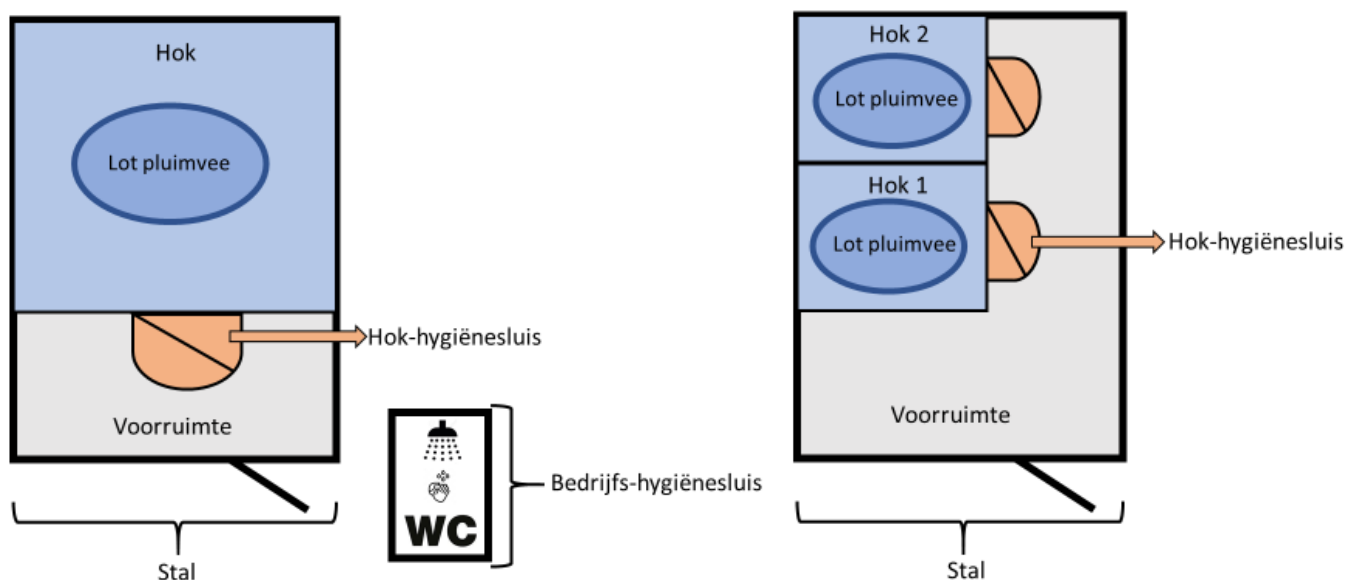 Hok
Lot pluimvee
Hok-hygiënesluis
Voorruimte
Stal
WC
Bedrijfs-hygiënesluis
Hok 2
Lot pluimvee
Hok 1
Lot pluimvee
Hok-hygiënesluis
Voorruimte
Stal